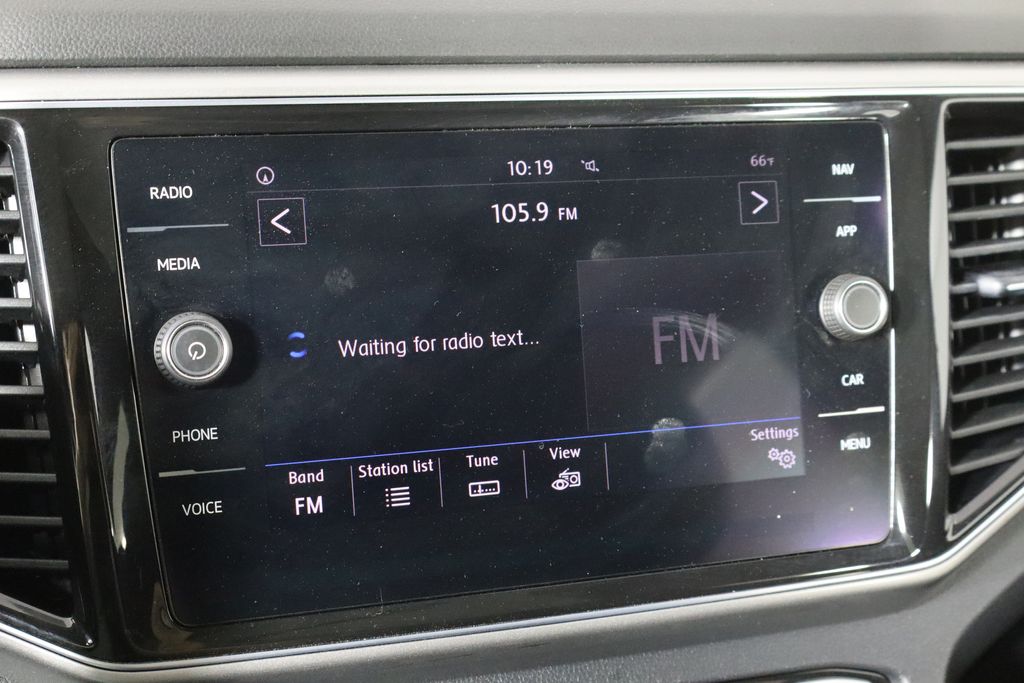 RADIO
MEDIA
PHONE
VOICE
10:19
66°F
105.9 FM
Waiting for radio text...
FM
Band
FM
Station list
Tune
View
Settings
NAV
APP
CAR
MENU